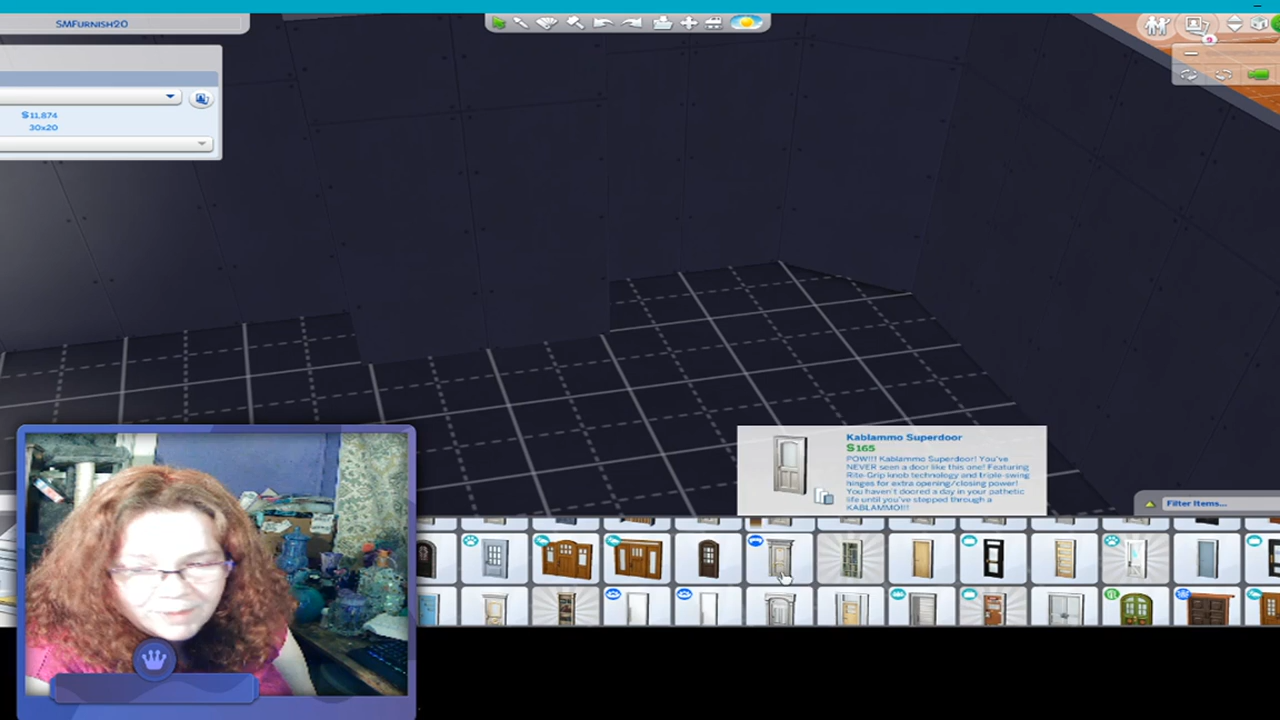 SMFURNISH20
§11,874
30x20
Kablammo Superdoor
§165
POW!!! Kablammo Superdoor! You've
NEVER seen a door like this one! Featuring
Rite-Grip knob technology and triple-swing
hinges for extra opening/closing power!
You haven't doored a day in your pathetic
life until you've stepped through a
KABLAMMO!!!
Filter Items...
9